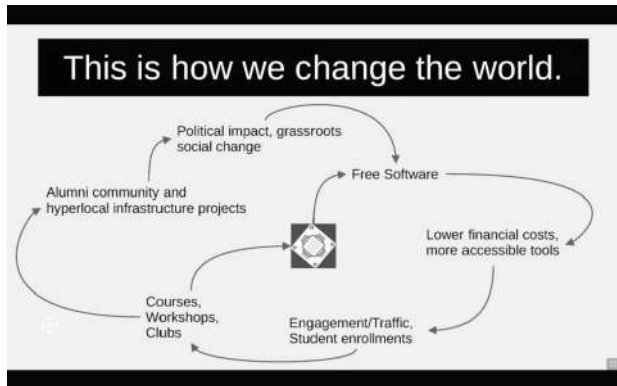 This is how we change the world.
Political impact, grassroots
social change
Free Software
Alumni community and
hyperlocal infrastructure projects
Lower financial costs,
more accessible tools
Courses,
Workshops,
Clubs
Engagement/Traffic,
Student enrollments